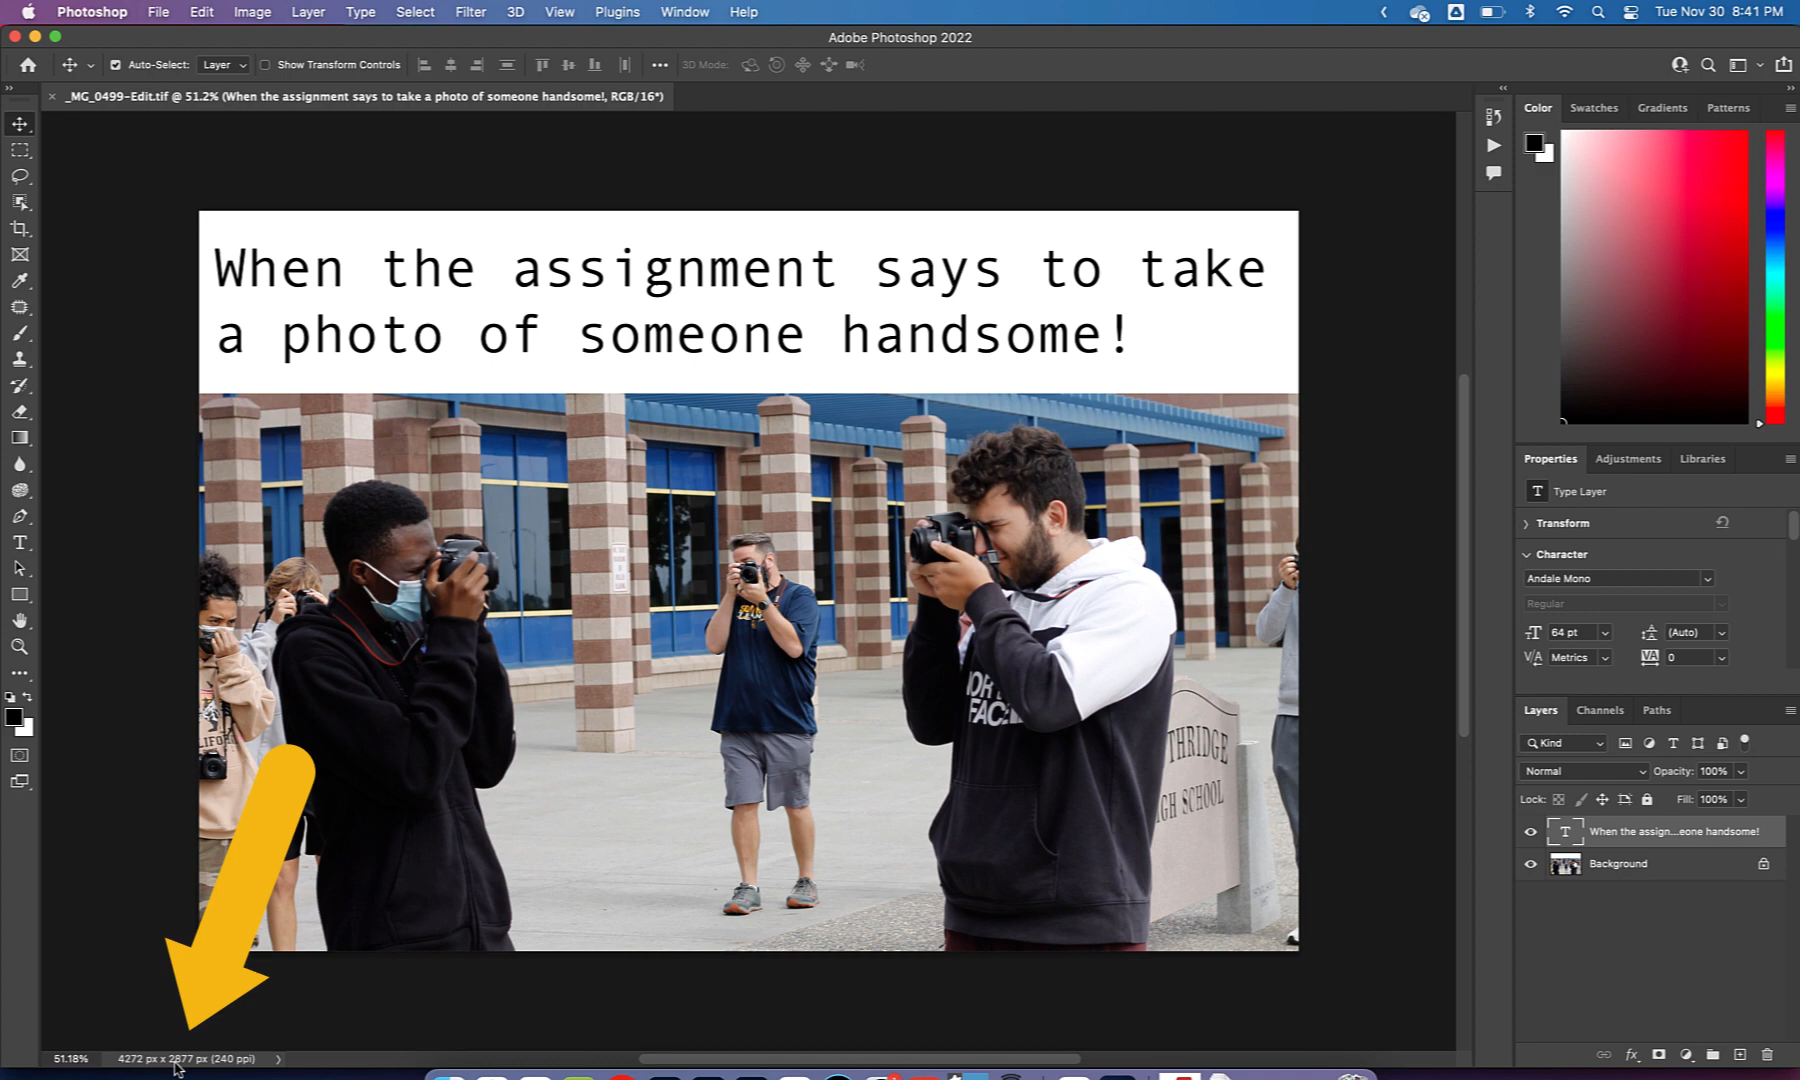 Photoshop File Edit Image Layer Type Select Filter 3D View Plugins Window Help Tue Nov 30 8:41 PM
Adobe Photoshop 2022
Auto-Select: Layer Show Transform Controls 3D Mode:
_MG_0499-Edit.tif @ 51.2% (When the assignment says to take a photo of someone handsome!, RGB/16*)
Color Swatches Gradients Patterns
When the assignment says to take
a photo of someone handsome!
Properties Adjustments Libraries
T Type Layer
Transform
Character
Andale Mono
Regular
64 pt (Auto)
Metrics 0
FACE
THRIDGE
IGH SCHOOL
Layers Channels Paths
Kind
Normal Opacity: 100%
Lock: Fill: 100%
T When the assign...eone handsome!
Background
51.18% 4272 px x 2877 px (240 ppi)